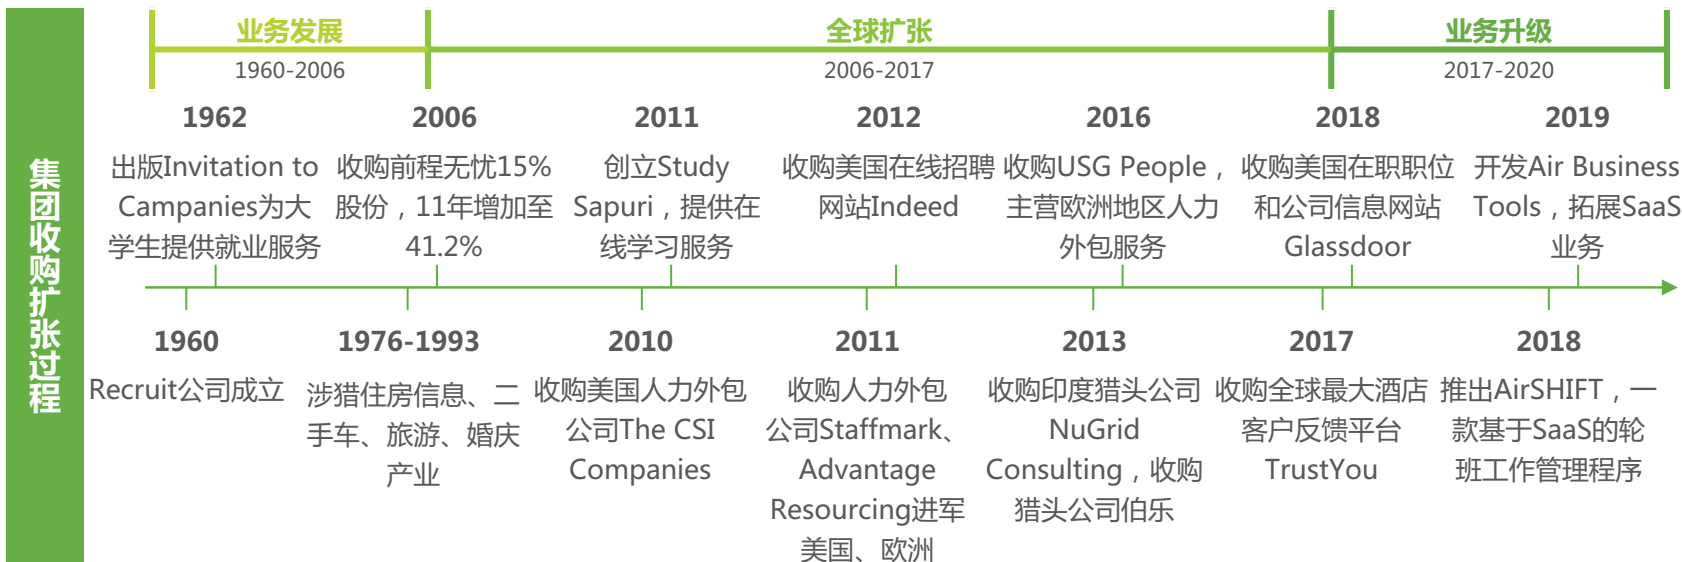 集团收购扩张过程
业务发展
全球扩张
业务升级
1960-2006
2006-2017
2017-2020
1962
出版Invitation to
Campanies为大
学生提供就业服务
2006
收购前程无忧15%
股份，11年增加至
41.2%
2011
创立Study
Sapuri，提供在
线学习服务
2012
收购美国在线招聘
网站Indeed
2016
收购USG People，
主营欧洲地区人力
外包服务
2018
收购美国在职职位
和公司信息网站
Glassdoor
2019
开发Air Business
Tools，拓展SaaS
业务
1960
Recruit公司成立
1976-1993
涉猎住房信息、二
手车、旅游、婚庆
产业
2010
收购美国人力外包
公司The CSI
Companies
2011
收购人力外包
公司Staffmark、
Advantage
Resourcing进军
美国、欧洲
2013
收购印度猎头公司
NuGrid
Consulting，收购
猎头公司伯乐
2017
收购全球最大酒店
客户反馈平台
TrustYou
2018
推出AirSHIFT，一
款基于SaaS的轮
班工作管理程序